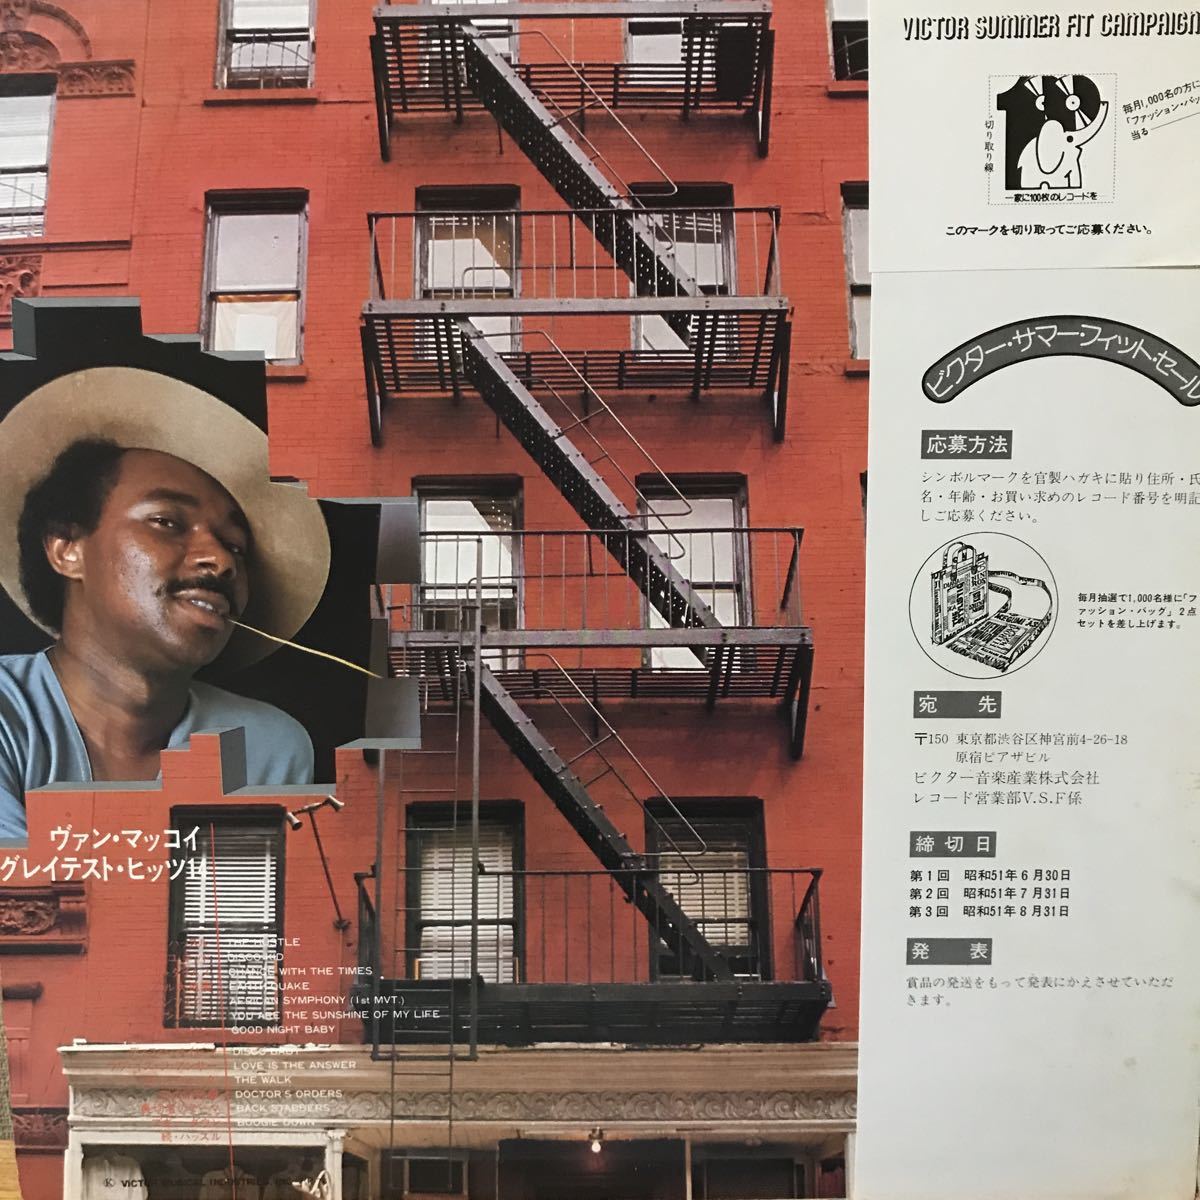 VICTOR SUMMER FIT CAMPAIGN
切り取り線
毎月1,000名の方に
「ファッション・バッ
当る
一家に100枚のレコードを
このマークを切り取ってご応募ください。
ビクター・サマー・フィット・セール
応募方法
シンボルマークを官製ハガキに貼り住所・氏
名・年齢・お買い求めのレコード番号を明記
しご応募ください。
毎月抽選で1,000名様に「フ
ァッション・バッグ」2点
セットを差し上げます。
宛先
〒150 東京都渋谷区神宮前4-26-18
原宿ピアザビル
ビクター音楽産業株式会社
レコード営業部V.S.F係
締切日
第1回 昭和51年6月30日
第2回 昭和51年7月31日
第3回 昭和51年8月31日
発表
賞品の発送をもって発表にかえさせていただ
きます。
ヴァン・マッコイ
グレイテスト・ヒッツ14
THE HUSTLE
DISCO KID
CHANGE WITH THE TIMES
EARTHQUAKE
AFRICAN SYMPHONY (1st MVT.)
YOU ARE THE SUNSHINE OF MY LIFE
GOOD NIGHT BABY
DISCO BABY
LOVE IS THE ANSWER
THE WALK
DOCTOR'S ORDERS
BACK STABBERS
BOOGIE DOWN
続・ハッスル
Ⓚ VICTOR MUSICAL INDUSTRIES, INC.